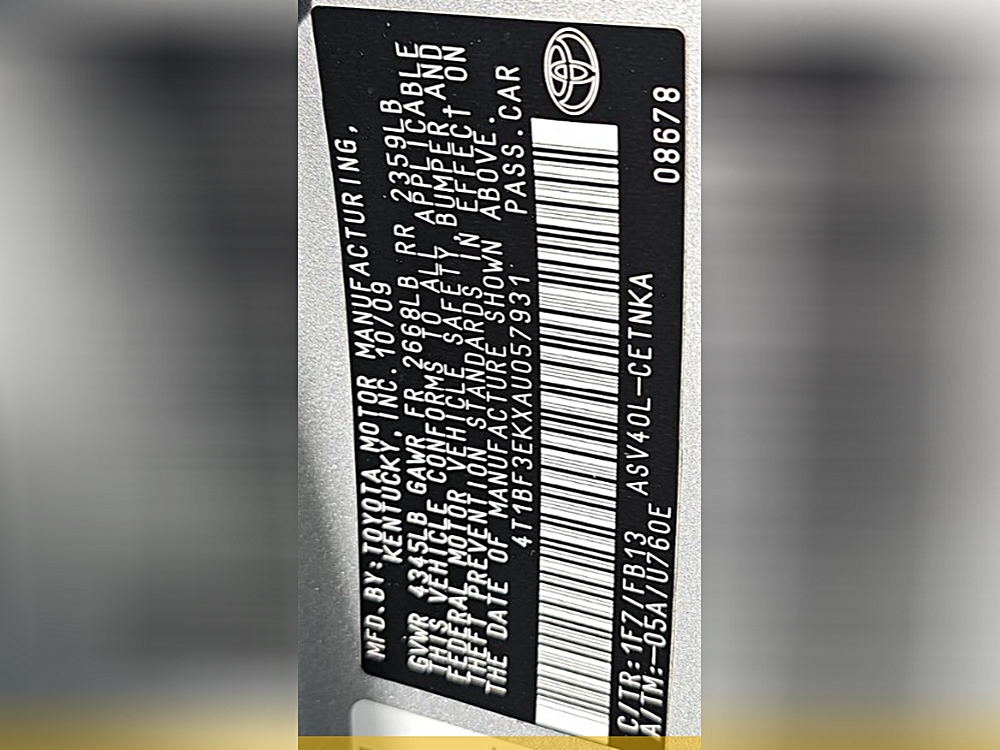 MFD.BY:TOYOTA MOTOR MANUFACTURING,
KENTUCKY, INC. 10/09
GVWR 4345LB GAWR FR 2668LB RR 2359LB
THIS VEHICLE CONFORMS TO ALL APPLICABLE
FEDERAL MOTOR VEHICLE SAFETY, BUMPER, AND
THEFT PREVENTION STANDARDS IN EFFECT ON
THE DATE OF MANUFACTURE SHOWN ABOVE.
4T1BF3EKXAU057931 PASS.CAR
C/TR:1FZ/FB13 ASV40L-CETNKA 08678
A/TM:-05A/U760E